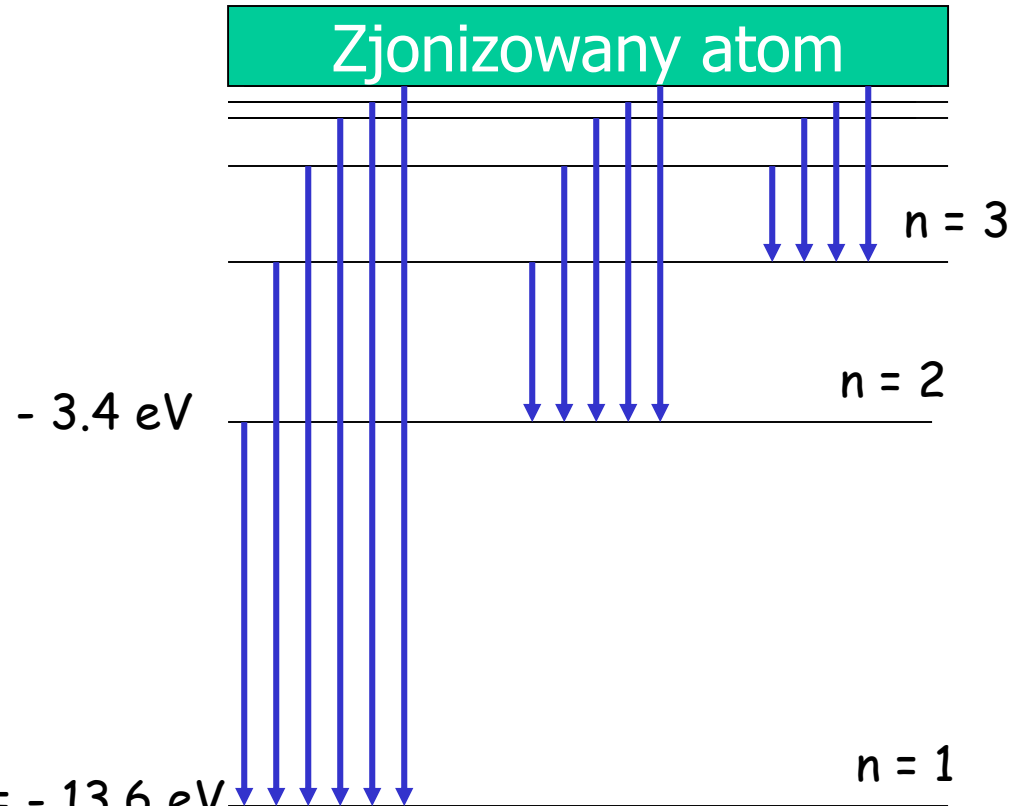 Zjonizowany atom
n = 3
n = 2
- 3.4 eV
n = 1
= - 13.6 eV